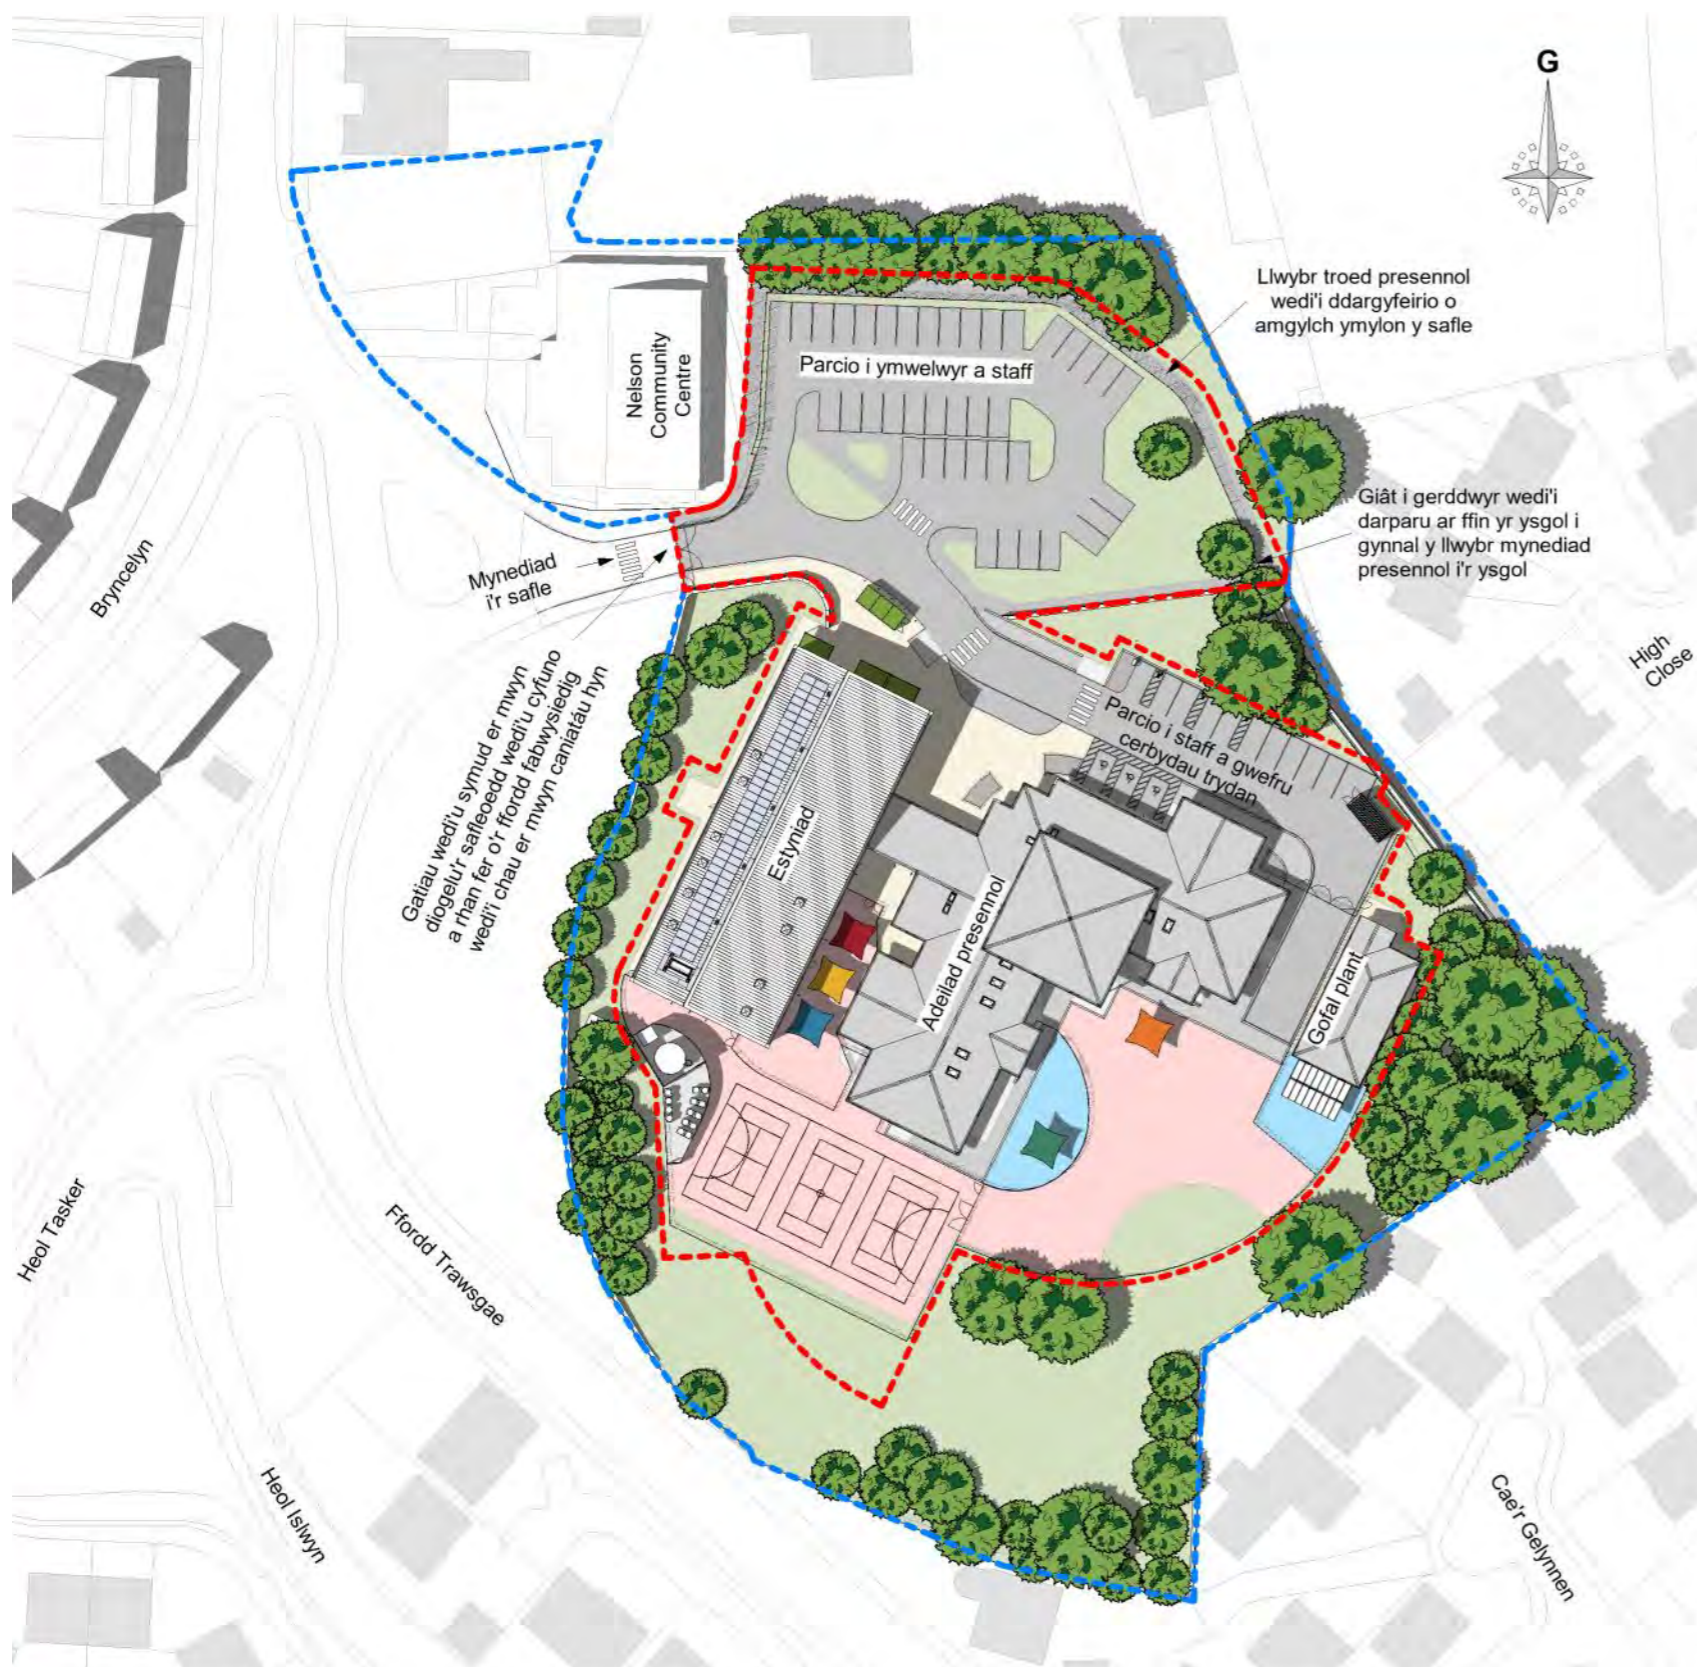 G
Llwybr troed presennol
wedi'i ddargyfeirio o
amgylch ymylon y safle
Parcio i ymwelwyr a staff
Nelson
Community
Centre
Giât i gerddwyr wedi'i
darparu ar ffin yr ysgol i
gynnal y llwybr mynediad
presennol i'r ysgol
Bryncelyn
Mynediad
i'r safle
High
Close
Gatiau wedi'u symud er mwyn
diogelu'r safleoedd wedi'u cyfuno
a rhan fer o'r ffordd fabwysiedig
wedi'i chau er mwyn caniatáu hyn
Parcio i staff a gwefru
cerbydau trydan
Estyniad
Adeilad presennol
Gofal plant
Heol Tasker
Ffordd Trawsgae
Heol Islwyn
Cae'r Gelynnen